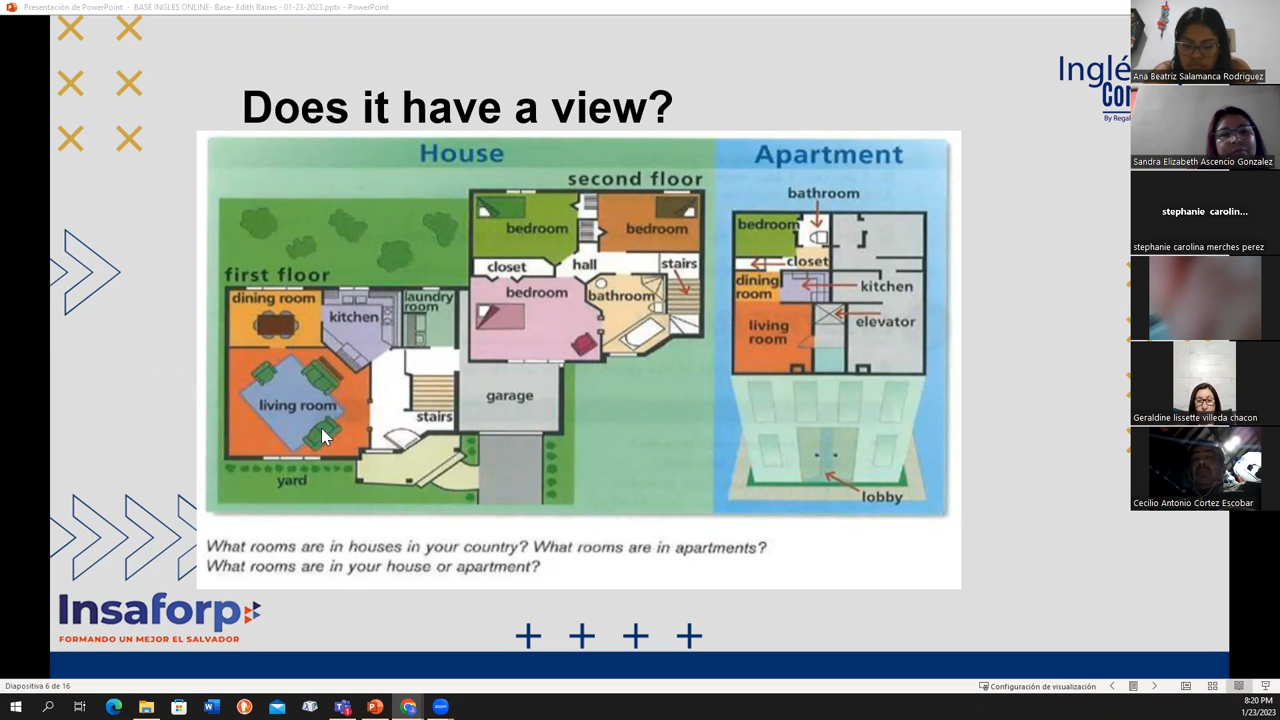 Presentación de PowerPoint - BASE INGLES ONLINE- Base- Edith Baires - 01-23-2023.pptx - PowerPoint
Ana Beatriz Salamanca Rodriguez
Sandra Elizabeth Ascencio Gonzalez
stephanie carolin...
stephanie carolina merches perez
Geraldine lissette villeda chacon
Cecilio Antonio Cortez Escobar
Does it have a view?
House
Apartment
second floor
bedroom
bedroom
closet
hall
stairs
bedroom
bathroom
first floor
dining room
kitchen
laundry
room
living room
stairs
garage
yard
bathroom
bedroom
closet
dining
room
kitchen
living
room
elevator
lobby
What rooms are in houses in your country? What rooms are in apartments?
What rooms are in your house or apartment?
Insaforp
FORMANDO UN MEJOR EL SALVADOR
Diapositiva 6 de 16
Configuración de visualización
8:20 PM
1/23/2023